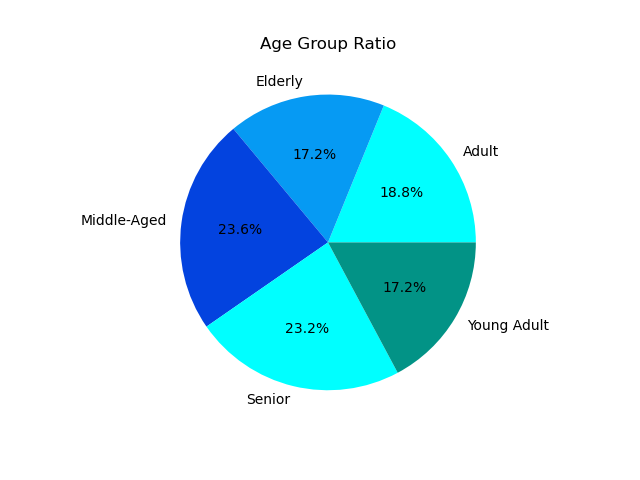 Age Group Ratio
Elderly
Adult
17.2%
18.8%
Middle-Aged
23.6%
17.2%
Young Adult
23.2%
Senior